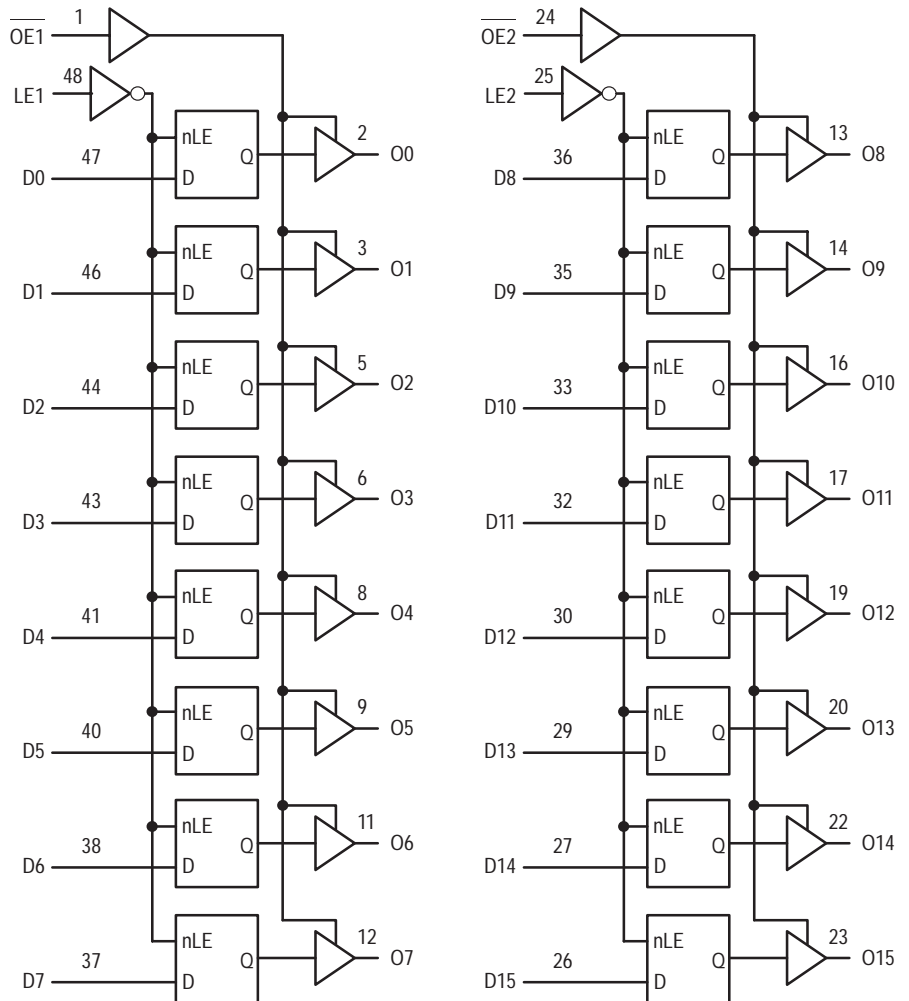 O̅E̅1̅ 1
LE1 48
nLE
Q
D
D0 47
2 O0
nLE
Q
D
D1 46
3 O1
nLE
Q
D
D2 44
5 O2
nLE
Q
D
D3 43
6 O3
nLE
Q
D
D4 41
8 O4
nLE
Q
D
D5 40
9 O5
nLE
Q
D
D6 38
11 O6
nLE
Q
D
D7 37
12 O7
O̅E̅2̅ 24
LE2 25
nLE
Q
D
D8 36
13 O8
nLE
Q
D
D9 35
14 O9
nLE
Q
D
D10 33
16 O10
nLE
Q
D
D11 32
17 O11
nLE
Q
D
D12 30
19 O12
nLE
Q
D
D13 29
20 O13
nLE
Q
D
D14 27
22 O14
nLE
Q
D
D15 26
23 O15